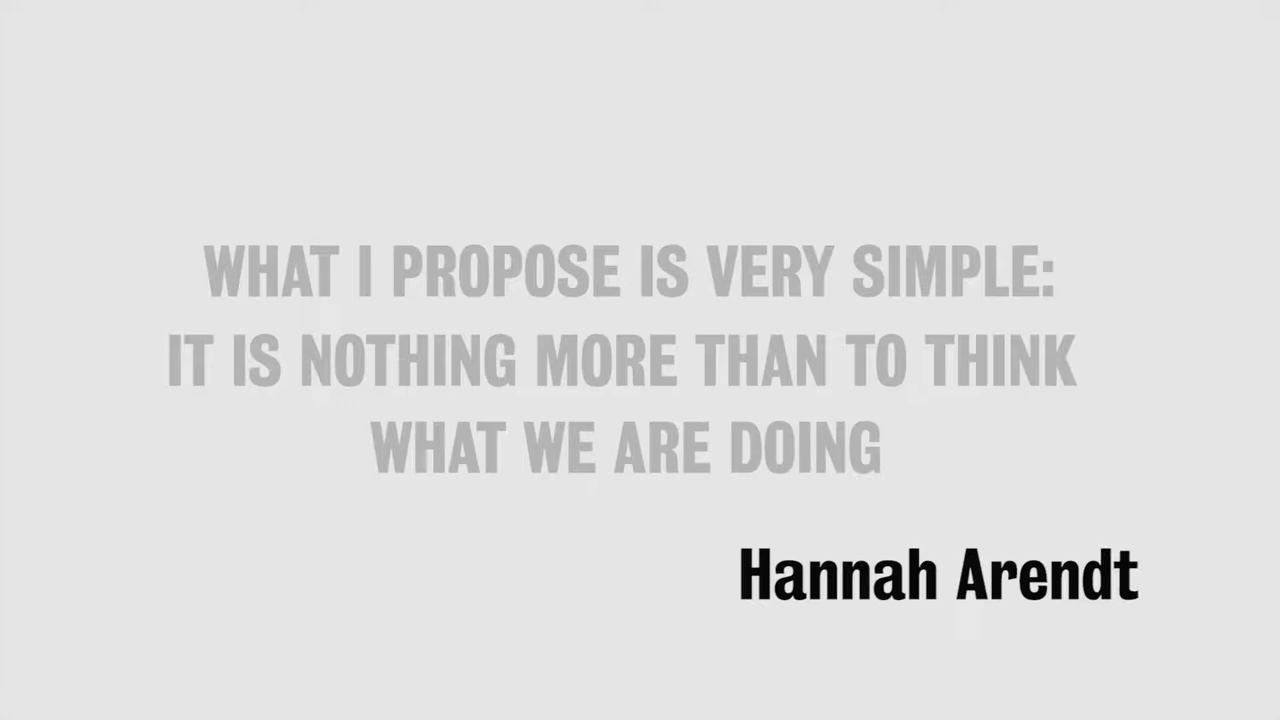 WHAT I PROPOSE IS VERY SIMPLE:
IT IS NOTHING MORE THAN TO THINK
WHAT WE ARE DOING
Hannah Arendt